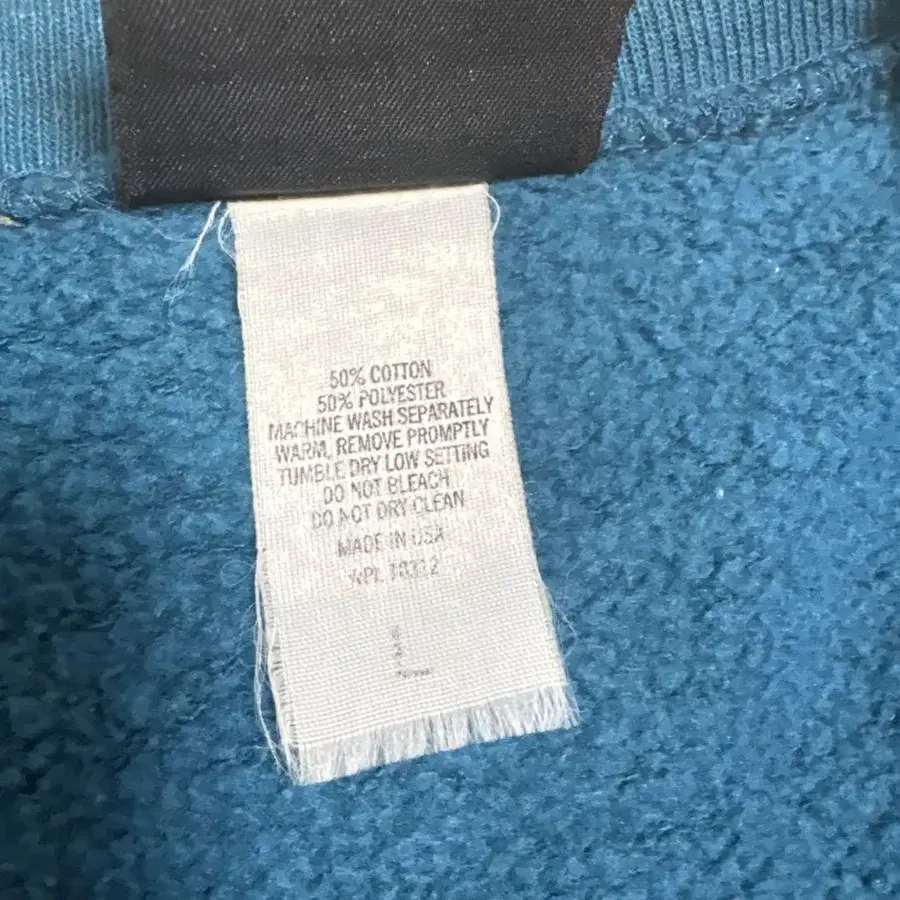 50% COTTON
50% POLYESTER
MACHINE WASH SEPARATELY
WARM, REMOVE PROMPTLY
TUMBLE DRY LOW SETTING
DO NOT BLEACH
DO NOT DRY CLEAN
MADE IN USA
L